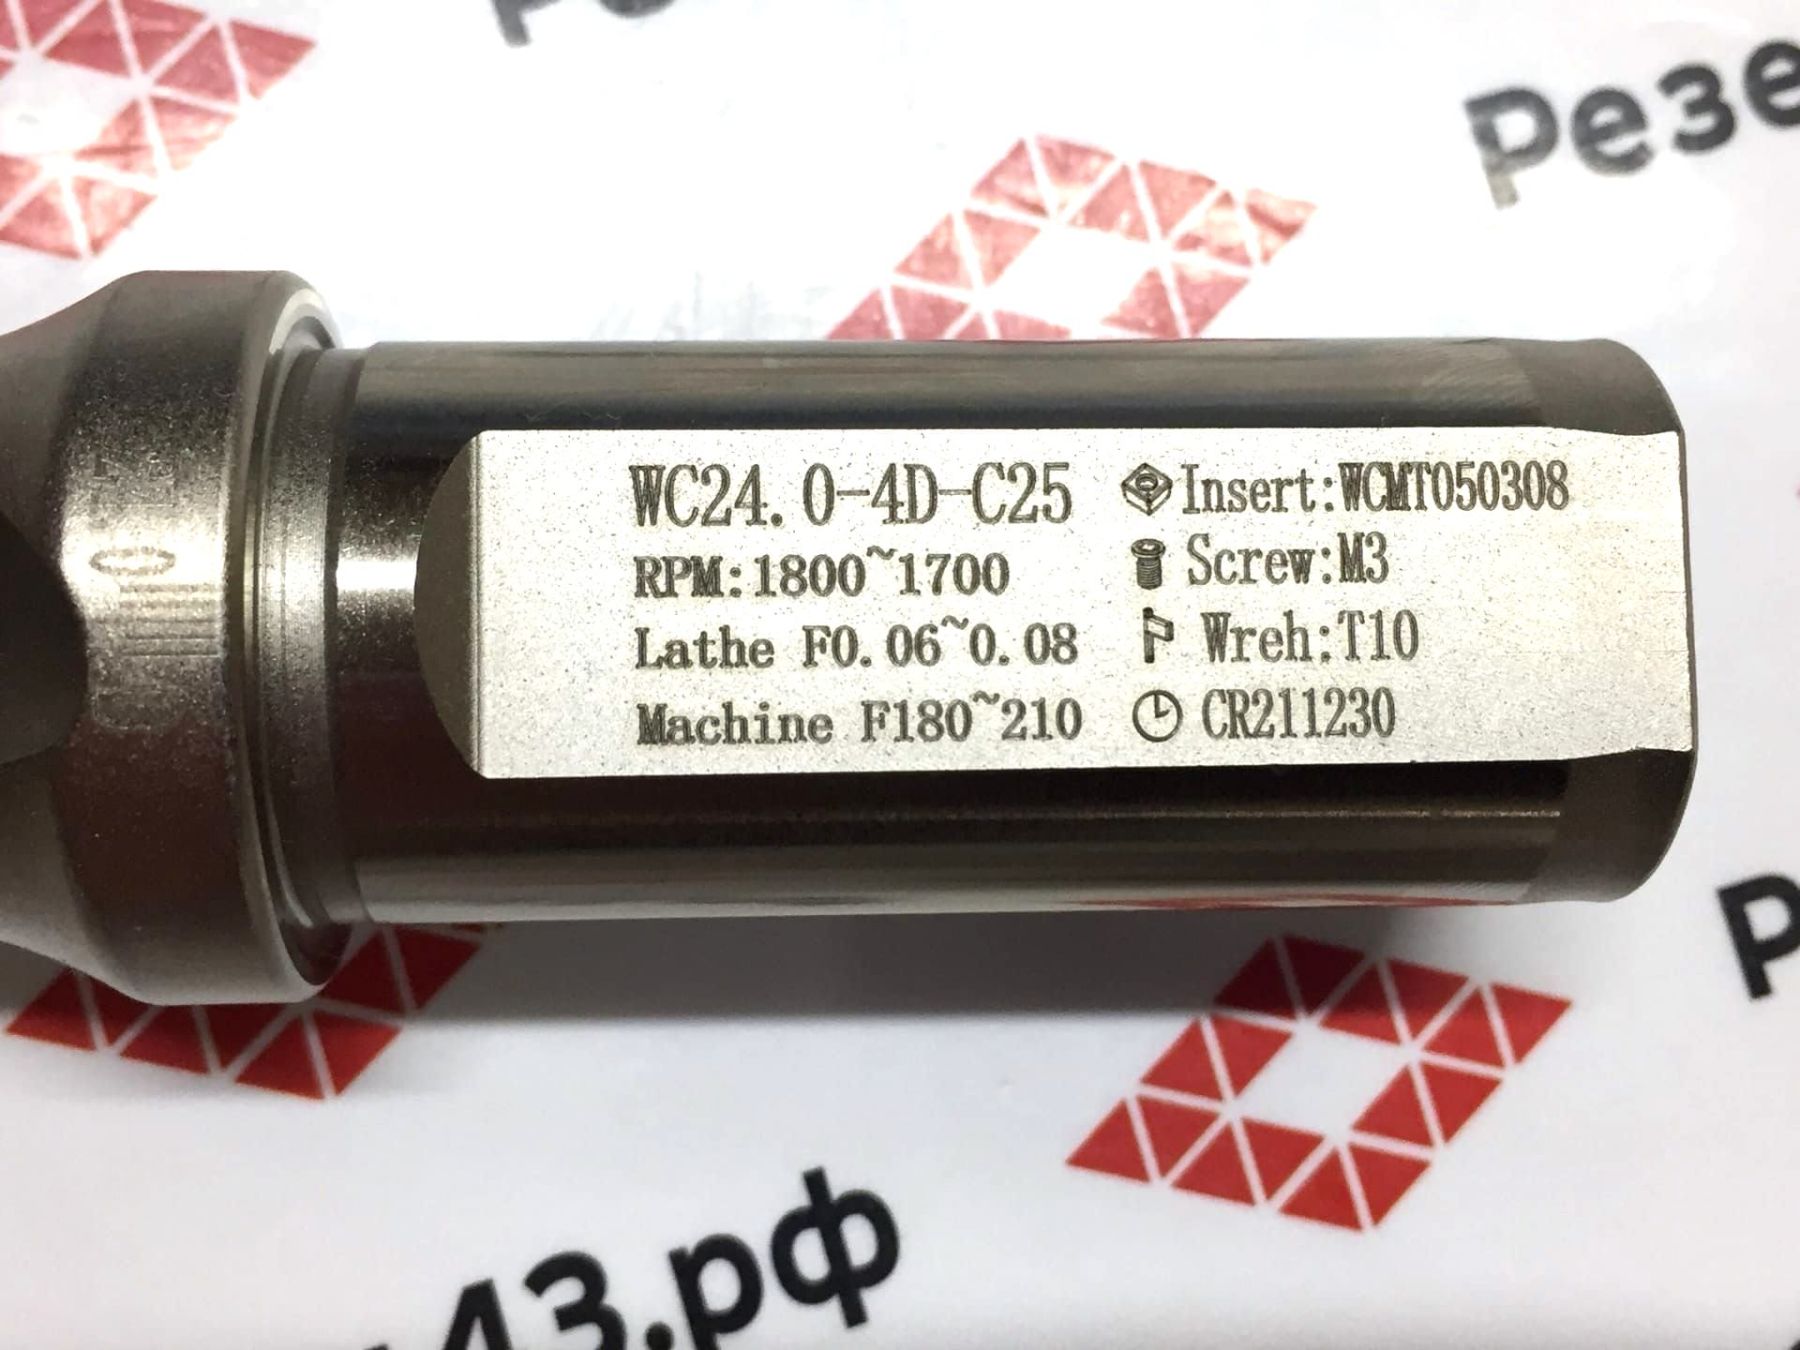 Резе
WC24.0-4D-C25
RPM:1800~1700
Lathe F0.06~0.08
Machine F180~210
Insert:WCMT050308
Screw:M3
Wreh:T10
CR211230
43.рф